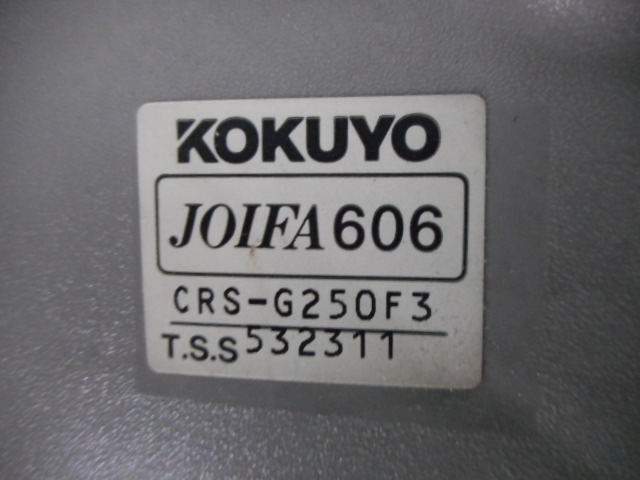 KOKUYO
JOIFA 606
CRS-G250F3
T.S.S 532311